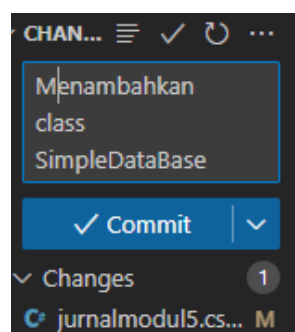 CHAN...
Menambahkan
class
SimpleDataBase
Commit
Changes 1
jurnalmodul5.cs... M